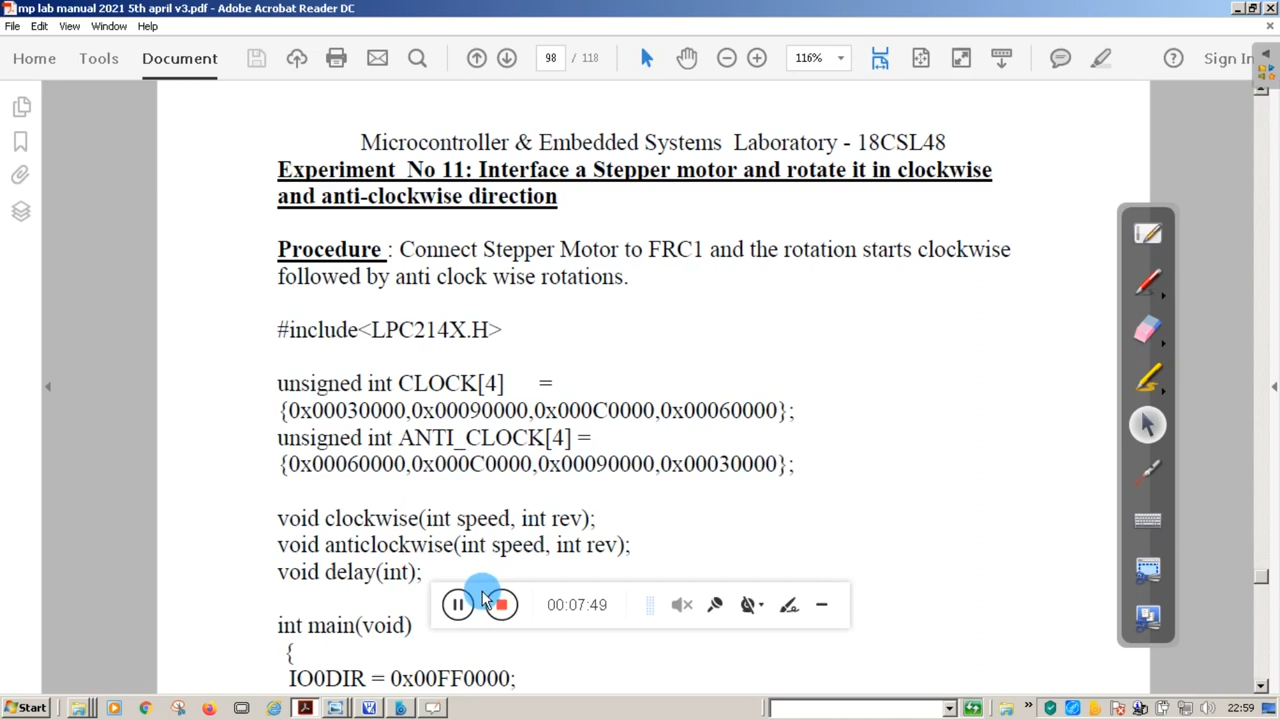 mp lab manual 2021 5th april v3.pdf - Adobe Acrobat Reader DC
File Edit View Window Help
Home Tools Document 98 / 118 116% Sign In
Microcontroller & Embedded Systems Laboratory - 18CSL48
Experiment No 11: Interface a Stepper motor and rotate it in clockwise
and anti-clockwise direction
Procedure : Connect Stepper Motor to FRC1 and the rotation starts clockwise
followed by anti clock wise rotations.
#include<LPC214X.H>
unsigned int CLOCK[4] =
{0x00030000,0x00090000,0x000C0000,0x00060000};
unsigned int ANTI_CLOCK[4] =
{0x00060000,0x000C0000,0x00090000,0x00030000};
void clockwise(int speed, int rev);
void anticlockwise(int speed, int rev);
void delay(int);
00:07:49
int main(void)
{
IO0DIR = 0x00FF0000;
Start 22:59